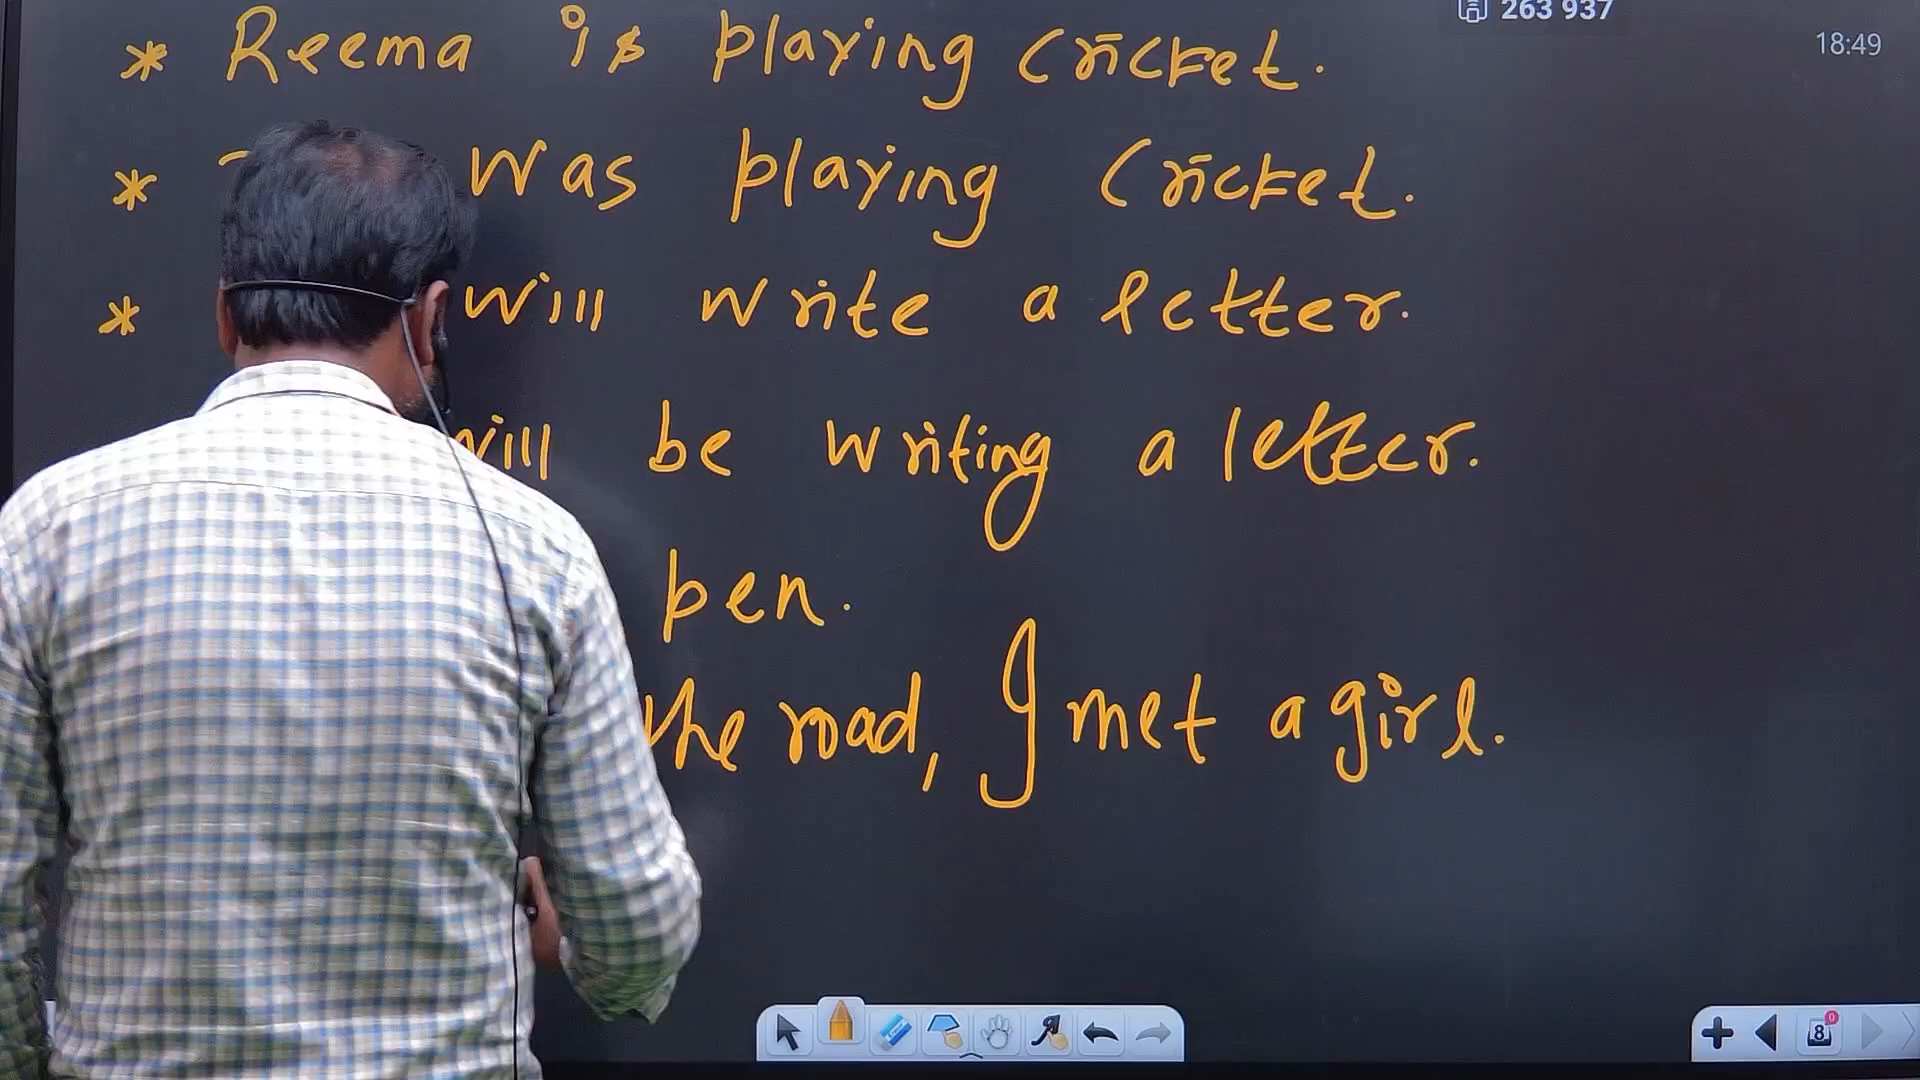 263 937
18:49
* Reema is playing cricket.
* was playing cricket.
* will write a letter.
will be writing a letter.
pen.
the road, I met a girl.
8